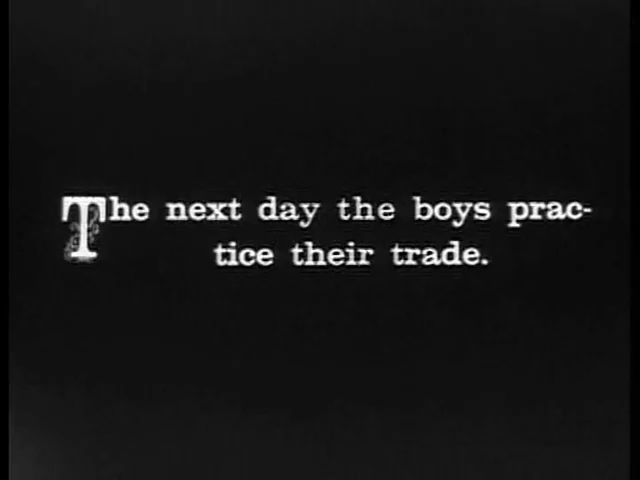 The next day the boys prac-
tice their trade.